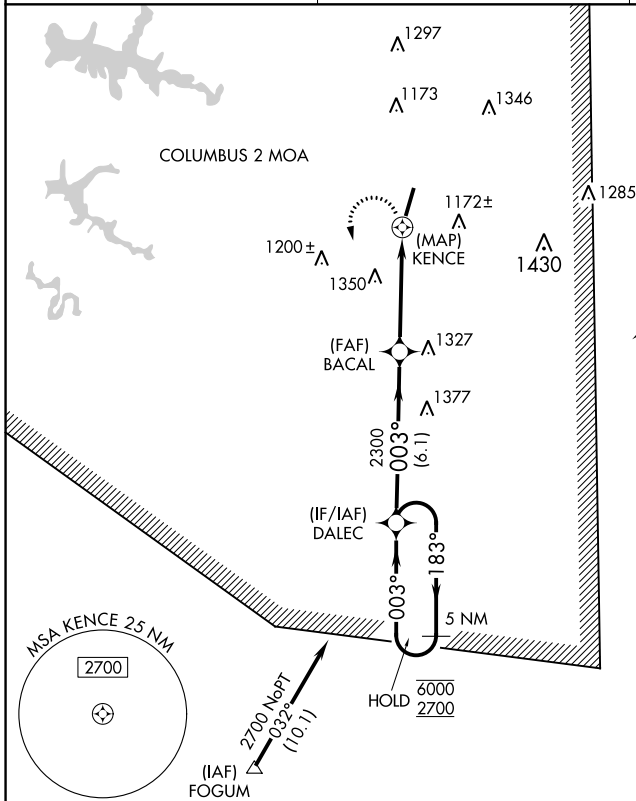 1297
1173
1346
COLUMBUS 2 MOA
1285
1172±
(MAP)
KENCE
1200±
1430
1350
(FAF)
BACAL
1327
1377
2300
003°
(6.1)
(IF/IAF)
DALEC
003°
183°
5 NM
MSA KENCE 25 NM
2700
HOLD
6000
2700
2700 NoPT
032°
(10.1)
(IAF)
FOGUM